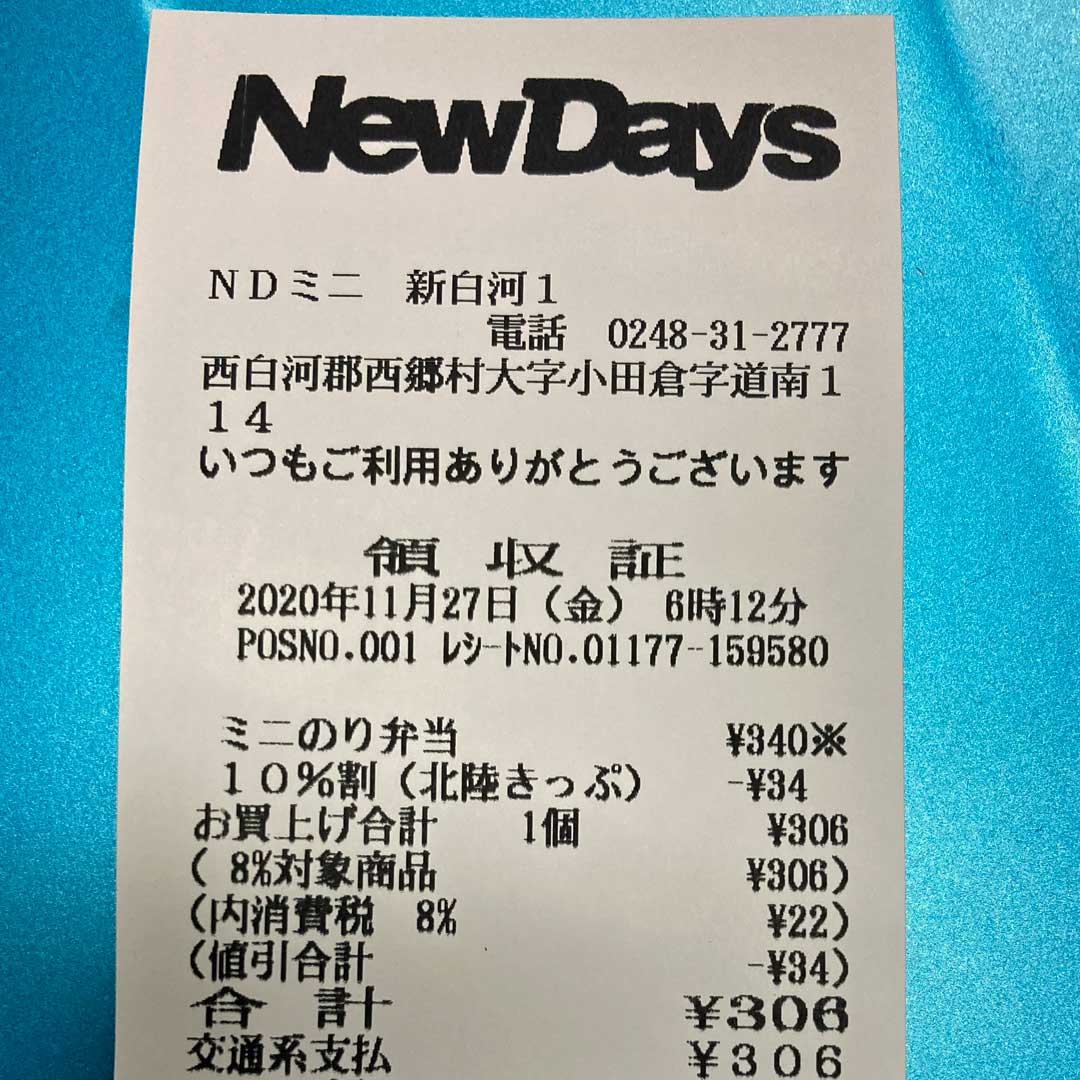 NewDays
NDミニ 新白河1
電話 0248-31-2777
西白河郡西郷村大字小田倉字道南1
14
いつもご利用ありがとうございます
領収証
2020年11月27日(金) 6時12分
POSNO.001 レシートNO.01177-159580
ミニのり弁当 ¥340※
10%割(北陸きっぷ) -¥34
お買上げ合計 1個 ¥306
( 8%対象商品 ¥306)
(内消費税 8% ¥22)
(値引合計 -¥34)
合計 ¥306
交通系支払 ¥306